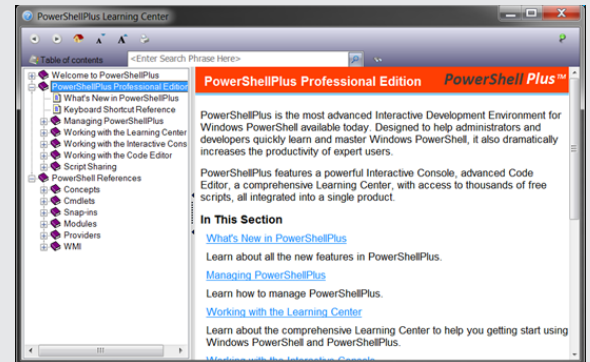 PowerShellPlus Learning Center
Table of contents
<Enter Search Phrase Here>
Welcome to PowerShellPlus
PowerShellPlus Professional Edition
What's New in PowerShellPlus
Keyboard Shortcut Reference
Managing PowerShellPlus
Working with the Learning Center
Working with the Interactive Cons
Working with the Code Editor
Script Sharing
PowerShell References
Concepts
Cmdlets
Snap-ins
Modules
Providers
WMI
PowerShellPlus Professional Edition
PowerShell Plus™
PowerShellPlus is the most advanced Interactive Development Environment for
Windows PowerShell available today. Designed to help administrators and
developers quickly learn and master Windows PowerShell, it also dramatically
increases the productivity of expert users.
PowerShellPlus features a powerful Interactive Console, advanced Code
Editor, a comprehensive Learning Center, with access to thousands of free
scripts, all integrated into a single product.
In This Section
What's New in PowerShellPlus
Learn about all the new features in PowerShellPlus.
Managing PowerShellPlus
Learn how to manage PowerShellPlus.
Working with the Learning Center
Learn about the comprehensive Learning Center to help you getting start using
Windows PowerShell and PowerShellPlus.
Working with the Interactive Console